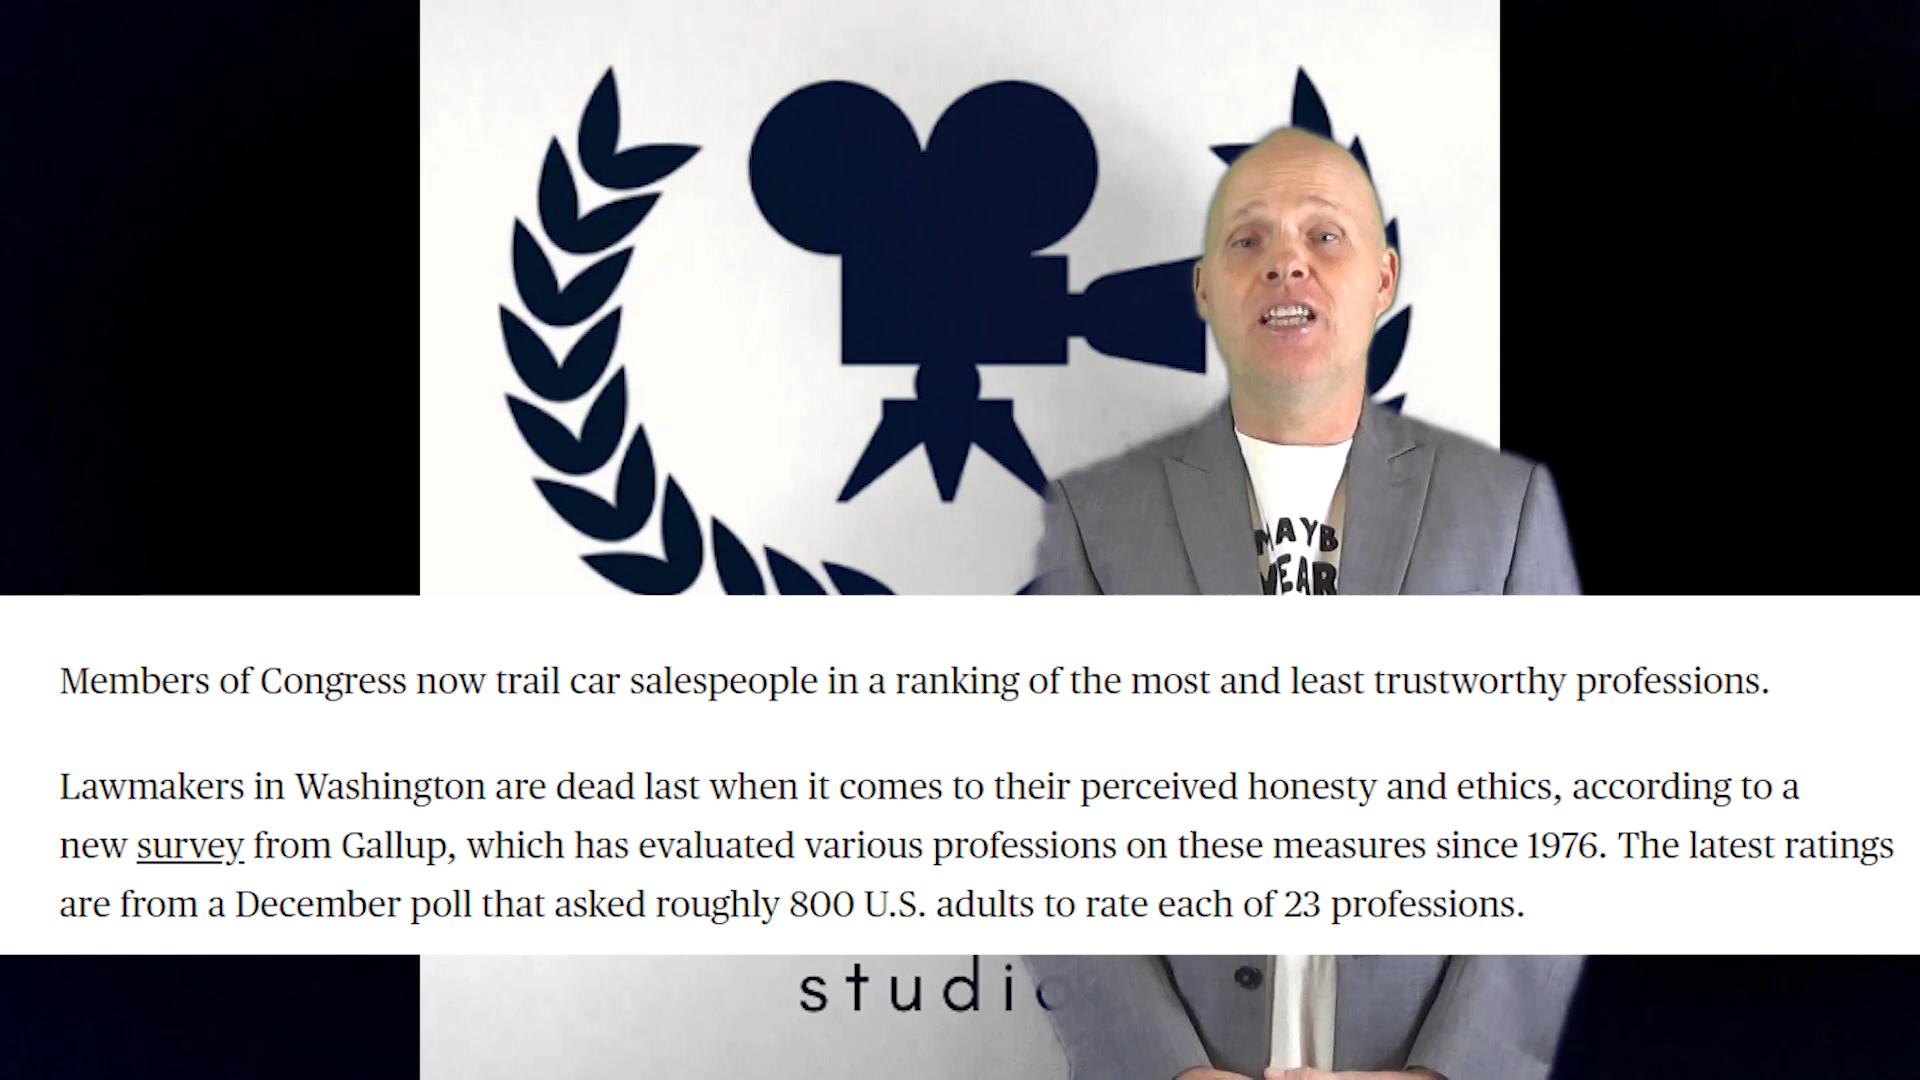 MAYB
WEAR
Members of Congress now trail car salespeople in a ranking of the most and least trustworthy professions.
Lawmakers in Washington are dead last when it comes to their perceived honesty and ethics, according to a
new survey from Gallup, which has evaluated various professions on these measures since 1976. The latest ratings
are from a December poll that asked roughly 800 U.S. adults to rate each of 23 professions.
studio